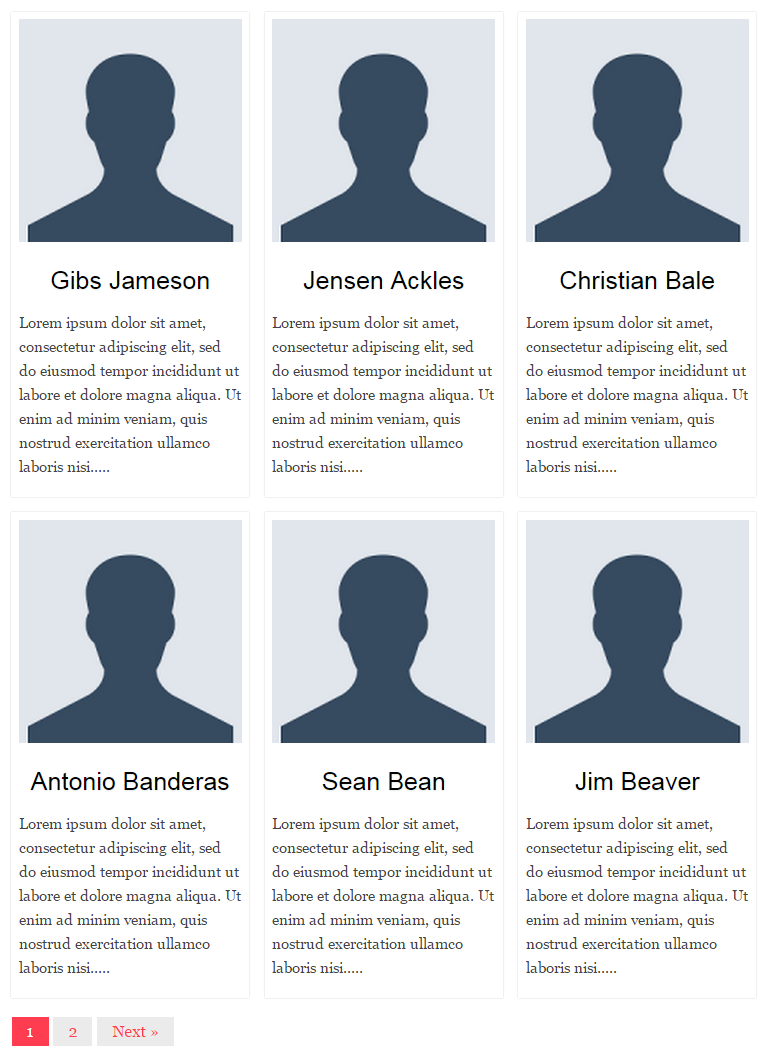 Gibs Jameson
Lorem ipsum dolor sit amet,
consectetur adipiscing elit, sed
do eiusmod tempor incididunt ut
labore et dolore magna aliqua. Ut
enim ad minim veniam, quis
nostrud exercitation ullamco
laboris nisi.....
Jensen Ackles
Lorem ipsum dolor sit amet,
consectetur adipiscing elit, sed
do eiusmod tempor incididunt ut
labore et dolore magna aliqua. Ut
enim ad minim veniam, quis
nostrud exercitation ullamco
laboris nisi.....
Christian Bale
Lorem ipsum dolor sit amet,
consectetur adipiscing elit, sed
do eiusmod tempor incididunt ut
labore et dolore magna aliqua. Ut
enim ad minim veniam, quis
nostrud exercitation ullamco
laboris nisi.....
Antonio Banderas
Lorem ipsum dolor sit amet,
consectetur adipiscing elit, sed
do eiusmod tempor incididunt ut
labore et dolore magna aliqua. Ut
enim ad minim veniam, quis
nostrud exercitation ullamco
laboris nisi.....
Sean Bean
Lorem ipsum dolor sit amet,
consectetur adipiscing elit, sed
do eiusmod tempor incididunt ut
labore et dolore magna aliqua. Ut
enim ad minim veniam, quis
nostrud exercitation ullamco
laboris nisi.....
Jim Beaver
Lorem ipsum dolor sit amet,
consectetur adipiscing elit, sed
do eiusmod tempor incididunt ut
labore et dolore magna aliqua. Ut
enim ad minim veniam, quis
nostrud exercitation ullamco
laboris nisi.....
1 2 Next »